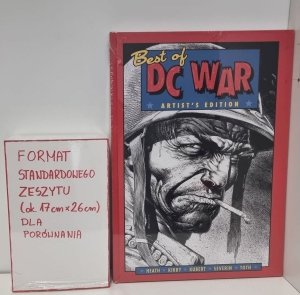 FORMAT
STANDARDOWEGO
ZESZYTU
(ok. 17cm×26cm)
DLA
PORÓWNANIA
Best of
DC WAR
ARTIST'S EDITION
HEATH • KIRBY • KUBERT • SEVERIN • TOTH